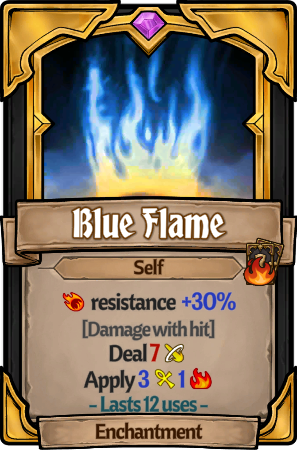 Blue Flame
Self
resistance +30%
[Damage with hit]
Deal 7
Apply 3 1
- Lasts 12 uses -
Enchantment